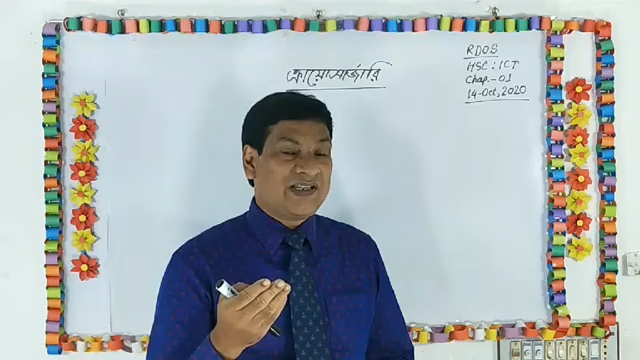 ক্রায়োসার্জারি
RDOS
HSC : ICT
Chap.- 01
14-Oct, 2020